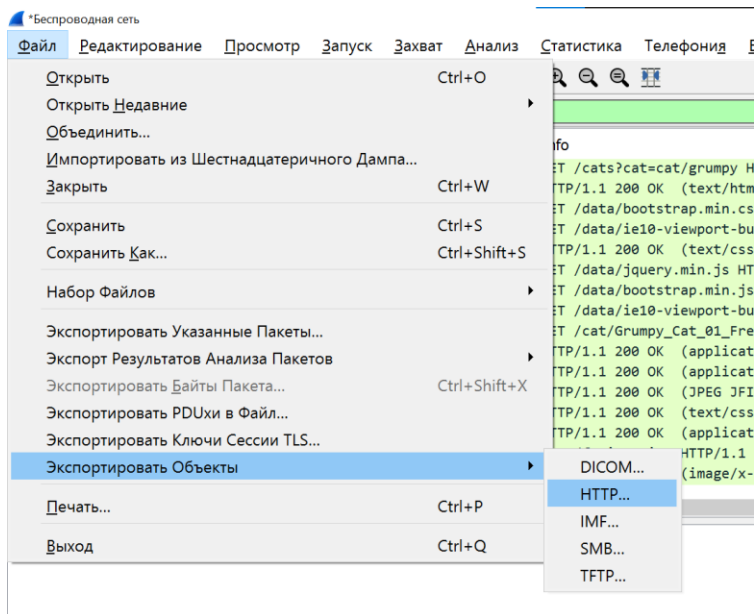 *Беспроводная сеть
Файл Редактирование Просмотр Запуск Захват Анализ Статистика Телефония
Открыть Ctrl+O
Открыть Недавние
Объединить...
Импортировать из Шестнадцатеричного Дампа...
Закрыть Ctrl+W
Сохранить Ctrl+S
Сохранить Как... Ctrl+Shift+S
Набор Файлов
Экспортировать Указанные Пакеты...
Экспорт Результатов Анализа Пакетов
Экспортировать Байты Пакета... Ctrl+Shift+X
Экспортировать PDUхи в Файл...
Экспортировать Ключи Сессии TLS...
Экспортировать Объекты
Печать... Ctrl+P
Выход Ctrl+Q
DICOM...
HTTP...
IMF...
SMB...
TFTP...
nfo
ET /cats?cat=cat/grumpy H
TTP/1.1 200 OK (text/htm
ET /data/bootstrap.min.cs
ET /data/ie10-viewport-bu
TTP/1.1 200 OK (text/css
ET /data/jquery.min.js HT
ET /data/bootstrap.min.js
ET /data/ie10-viewport-bu
ET /cat/Grumpy_Cat_01_Fre
TTP/1.1 200 OK (applicat
TTP/1.1 200 OK (applicat
TTP/1.1 200 OK (JPEG JFI
TTP/1.1 200 OK (text/css
TTP/1.1 200 OK (applicat
HTTP/1.1
(image/x-